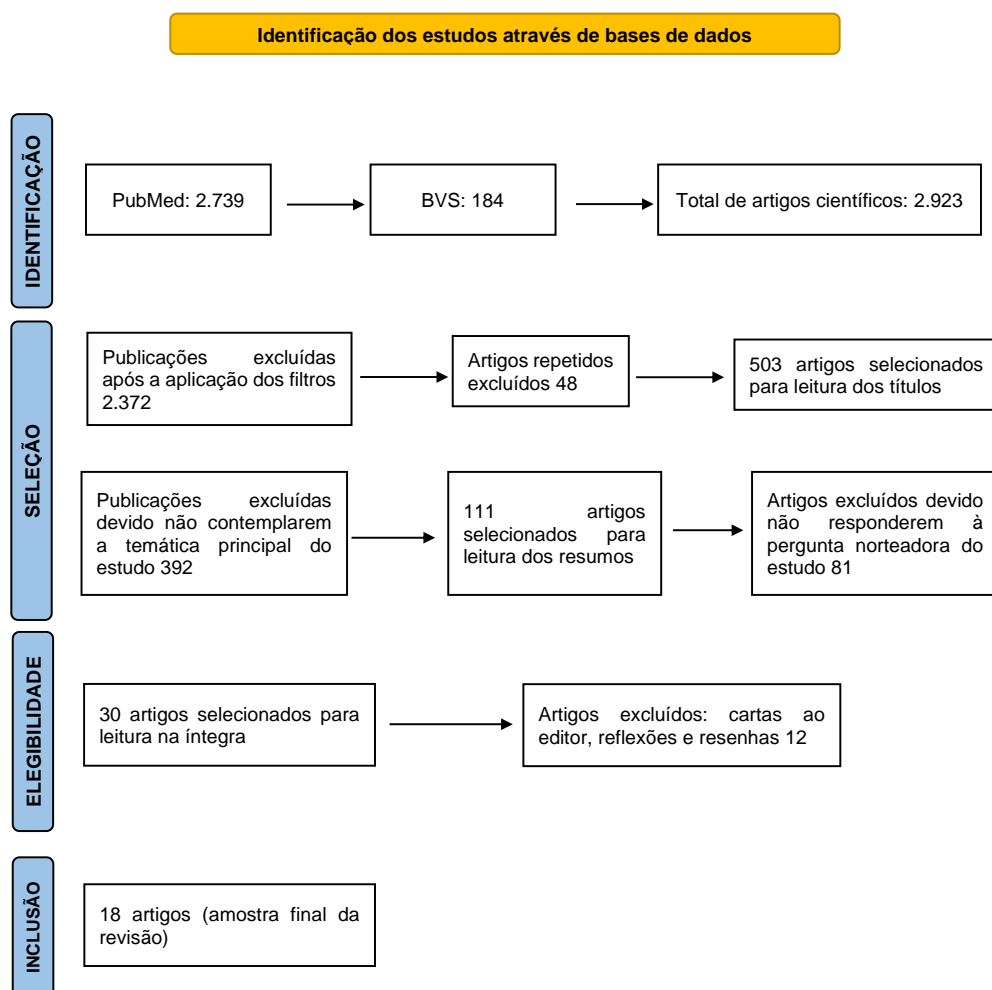 Identificação dos estudos através de bases de dados
IDENTIFICAÇÃO
PubMed: 2.739
BVS: 184
Total de artigos científicos: 2.923
SELEÇÃO
Publicações excluídas
após a aplicação dos filtros
2.372
Artigos repetidos
excluídos 48
503 artigos selecionados
para leitura dos títulos
Publicações excluídas
devido não contemplarem
a temática principal do
estudo 392
111 artigos
selecionados para
leitura dos resumos
Artigos excluídos devido
não responderem à
pergunta norteadora do
estudo 81
ELEGIBILIDADE
30 artigos selecionados para
leitura na íntegra
Artigos excluídos: cartas ao
editor, reflexões e resenhas 12
INCLUSÃO
18 artigos (amostra final da
revisão)